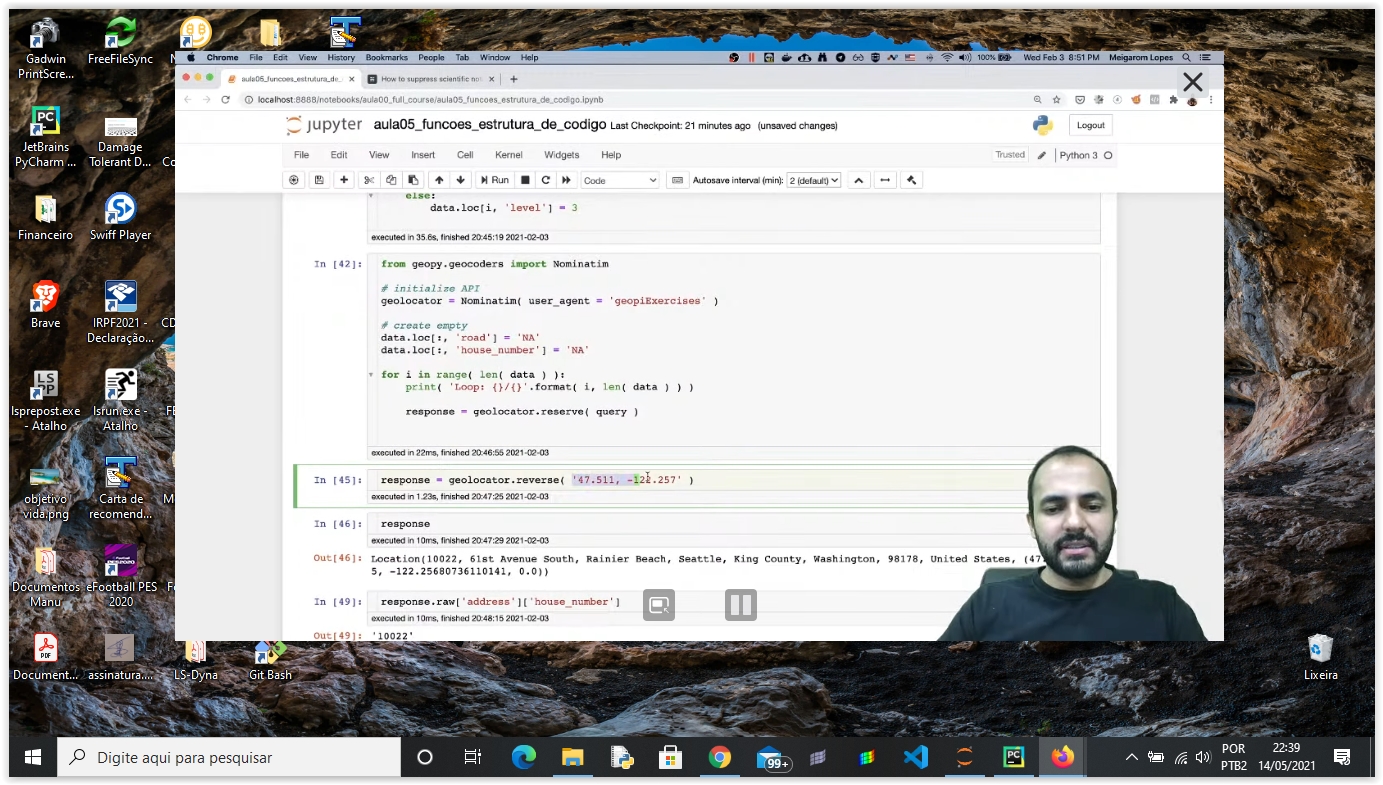 Gadwin
PrintScre...
FreeFileSync
JetBrains
PyCharm ...
Damage
Tolerant D...
Financeiro
Swiff Player
Brave
IRPF2021 -
Declaração...
lsprepost.exe
- Atalho
lsrun.exe -
Atalho
objetivo
vida.png
Carta de
recomend...
Documentos
Manu
eFootball PES
2020
Document...
assinatura....
LS-Dyna
Git Bash
Lixeira
Chrome File Edit View History Bookmarks People Tab Window Help
100% Wed Feb 3 8:51 PM Meigarom Lopes
aula05_funcoes_estrutura_de_
How to suppress scientific not
localhost:8888/notebooks/aula00_full_course/aula05_funcoes_estrutura_de_codigo.ipynb
jupyter aula05_funcoes_estrutura_de_codigo Last Checkpoint: 21 minutes ago (unsaved changes)
Logout
File Edit View Insert Cell Kernel Widgets Help
Trusted Python 3
Run Code Autosave interval (min): 2 (default)
else:
data.loc[i, 'level'] = 3
executed in 35.6s, finished 20:45:19 2021-02-03
In [42]: from geopy.geocoders import Nominatim
# initialize API
geolocator = Nominatim( user_agent = 'geopiExercises' )
# create empty
data.loc[:, 'road'] = 'NA'
data.loc[:, 'house_number'] = 'NA'
for i in range( len( data ) ):
print( 'Loop: {}/{}'.format( i, len( data ) ) )
response = geolocator.reserve( query )
executed in 22ms, finished 20:46:55 2021-02-03
In [45]: response = geolocator.reverse( '47.511, -122.257' )
executed in 1.23s, finished 20:47:25 2021-02-03
In [46]: response
executed in 10ms, finished 20:47:29 2021-02-03
Out[46]: Location(10022, 61st Avenue South, Rainier Beach, Seattle, King County, Washington, 98178, United States, (47.
5, -122.25680736110141, 0.0))
In [49]: response.raw['address']['house_number']
executed in 10ms, finished 20:48:15 2021-02-03
Out[49]: '10022'
Digite aqui para pesquisar
99+
POR
PTB2
22:39
14/05/2021